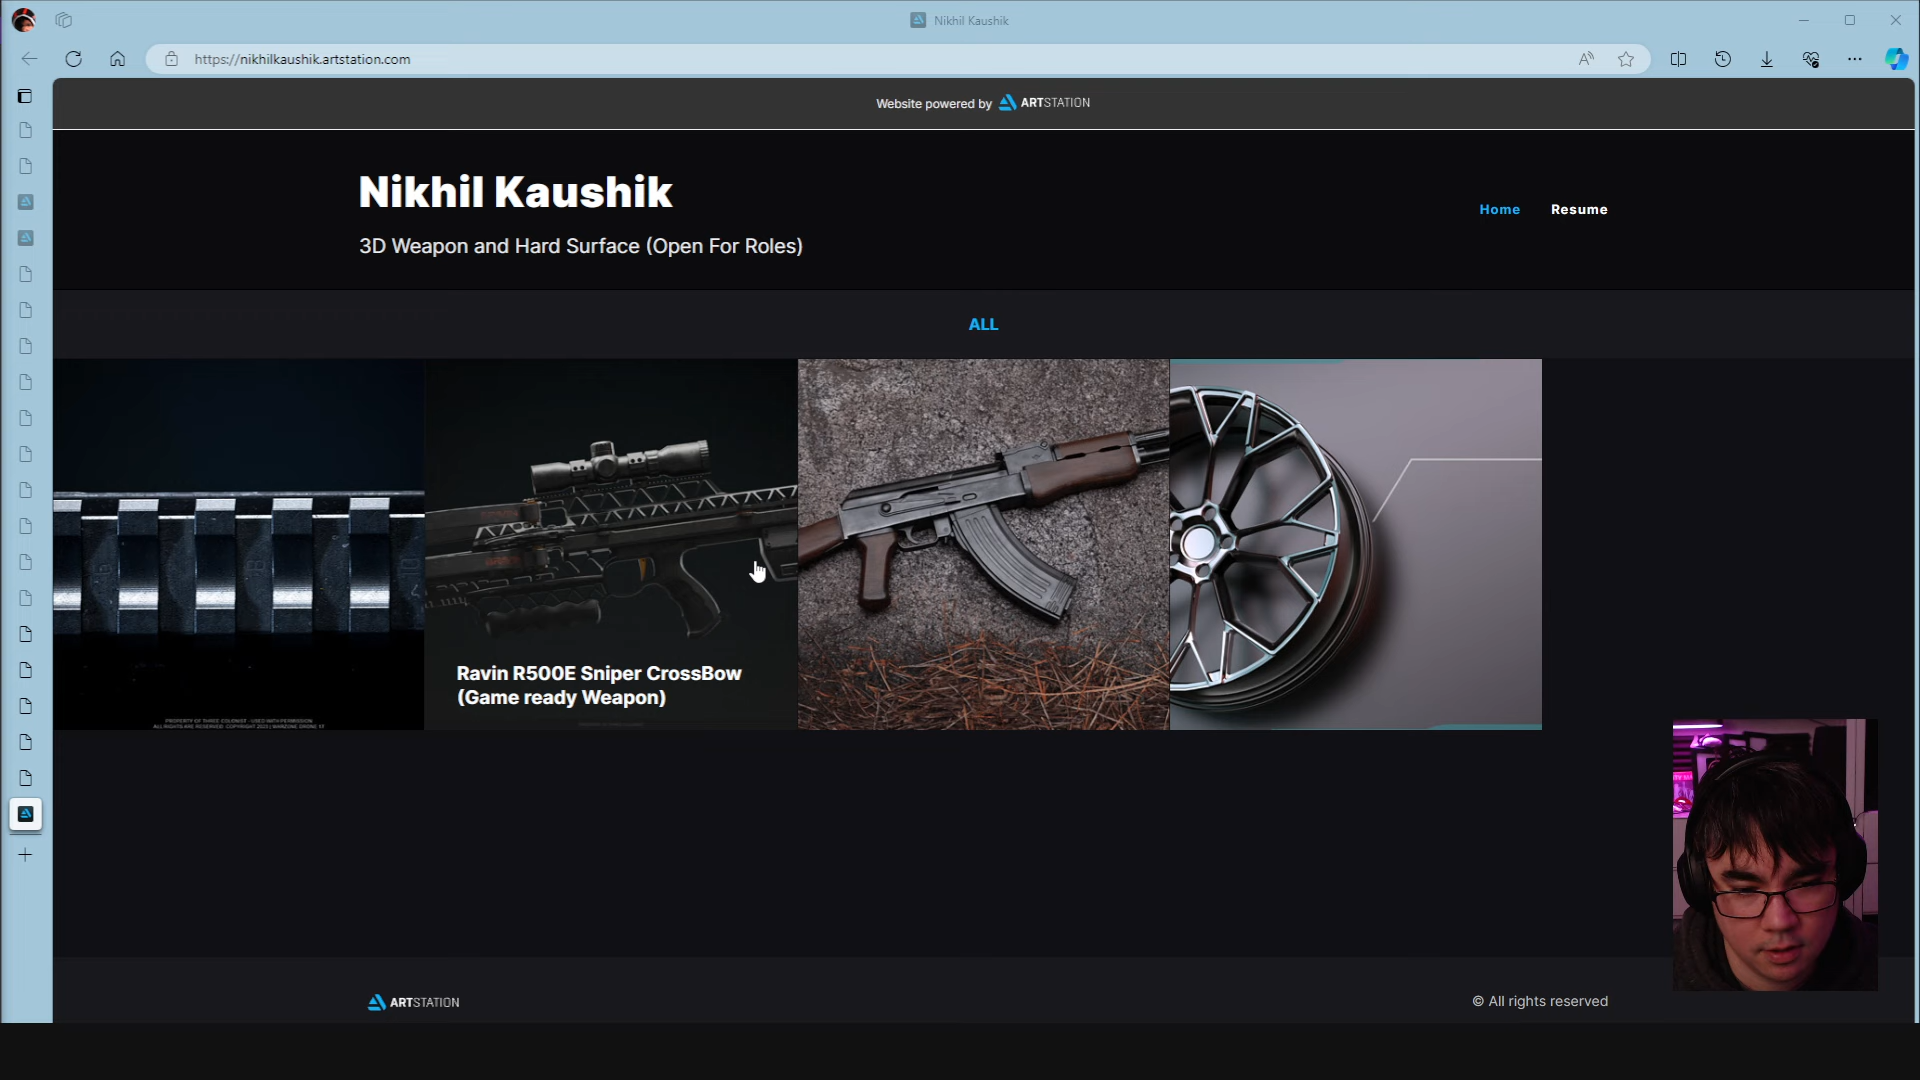 Nikhil Kaushik
https://nikhilkaushik.artstation.com
Website powered by ARTSTATION
Nikhil Kaushik
3D Weapon and Hard Surface (Open For Roles)
Home
Resume
ALL
Ravin R500E Sniper CrossBow
(Game ready Weapon)
ARTSTATION
© All rights reserved